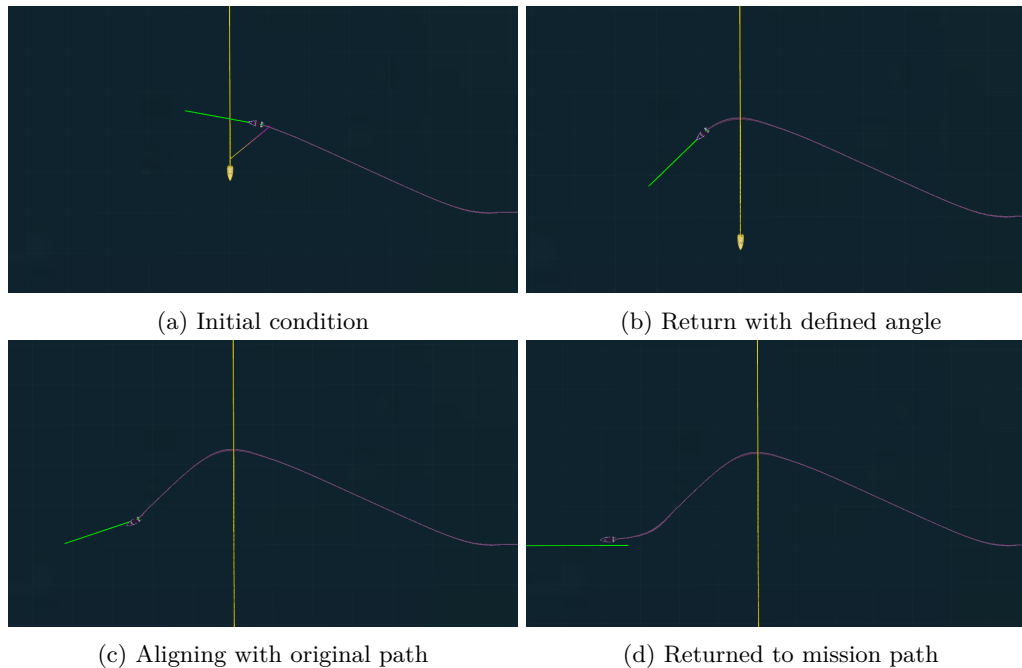 (a) Initial condition
(b) Return with defined angle
(c) Aligning with original path
(d) Returned to mission path